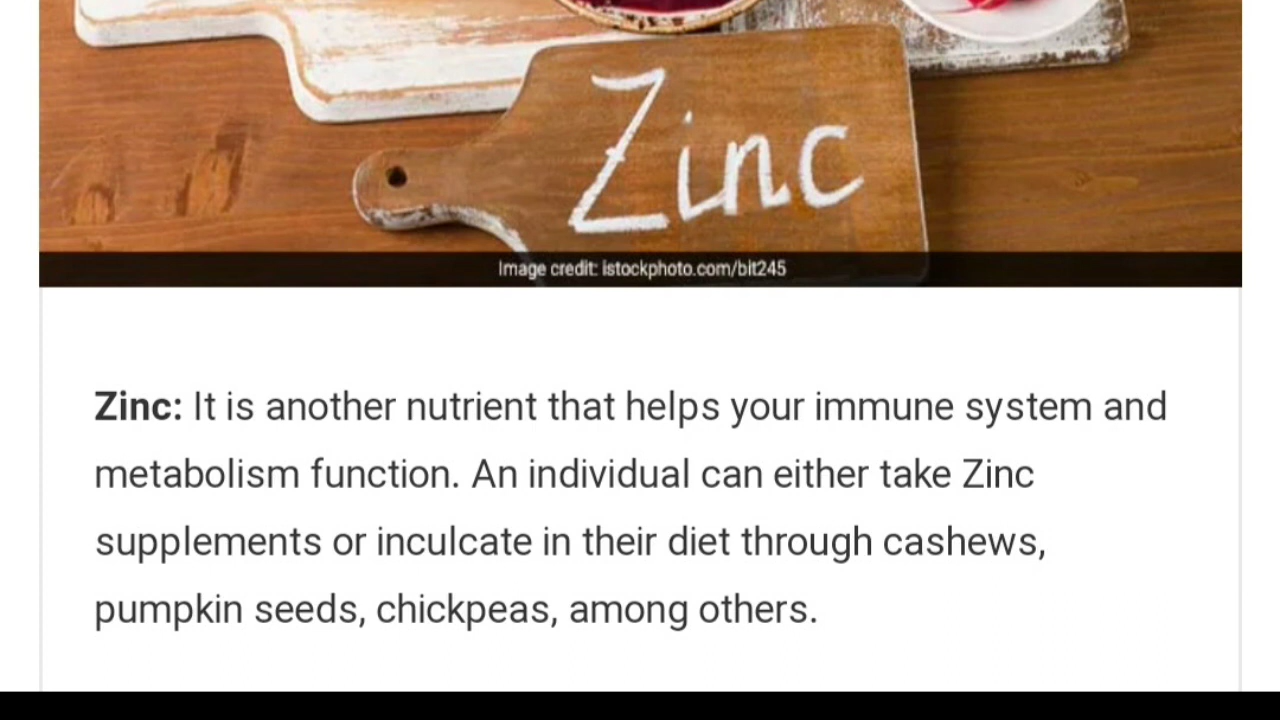 Zinc
Image credit: istockphoto.com/bit245
Zinc: It is another nutrient that helps your immune system and
metabolism function. An individual can either take Zinc
supplements or inculcate in their diet through cashews,
pumpkin seeds, chickpeas, among others.